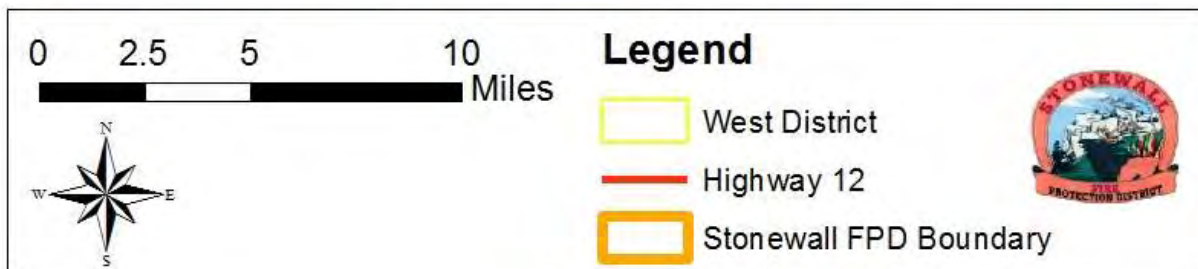 0 2.5 5 10
Miles
N
W E
S
Legend
West District
Highway 12
Stonewall FPD Boundary
STONEWALL
FIRE
PROTECTION DISTRICT